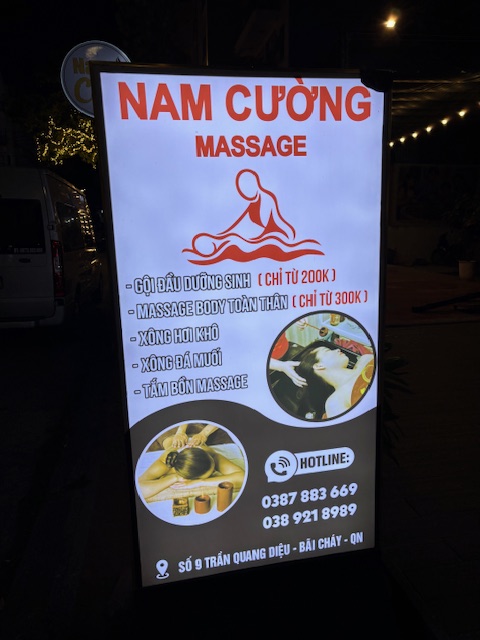 NAM CƯỜNG
MASSAGE
- GỘI ĐẦU DƯỠNG SINH ( CHỈ TỪ 200K )
- MASSAGE BODY TOÀN THÂN ( CHỈ TỪ 300K )
- XÔNG HƠI KHÔ
- XÔNG ĐÁ MUỐI
- TẮM BỒN MASSAGE
HOTLINE:
0387 883 669
038 921 8989
SỐ 9 TRẦN QUANG DIỆU - BÃI CHÁY - QN